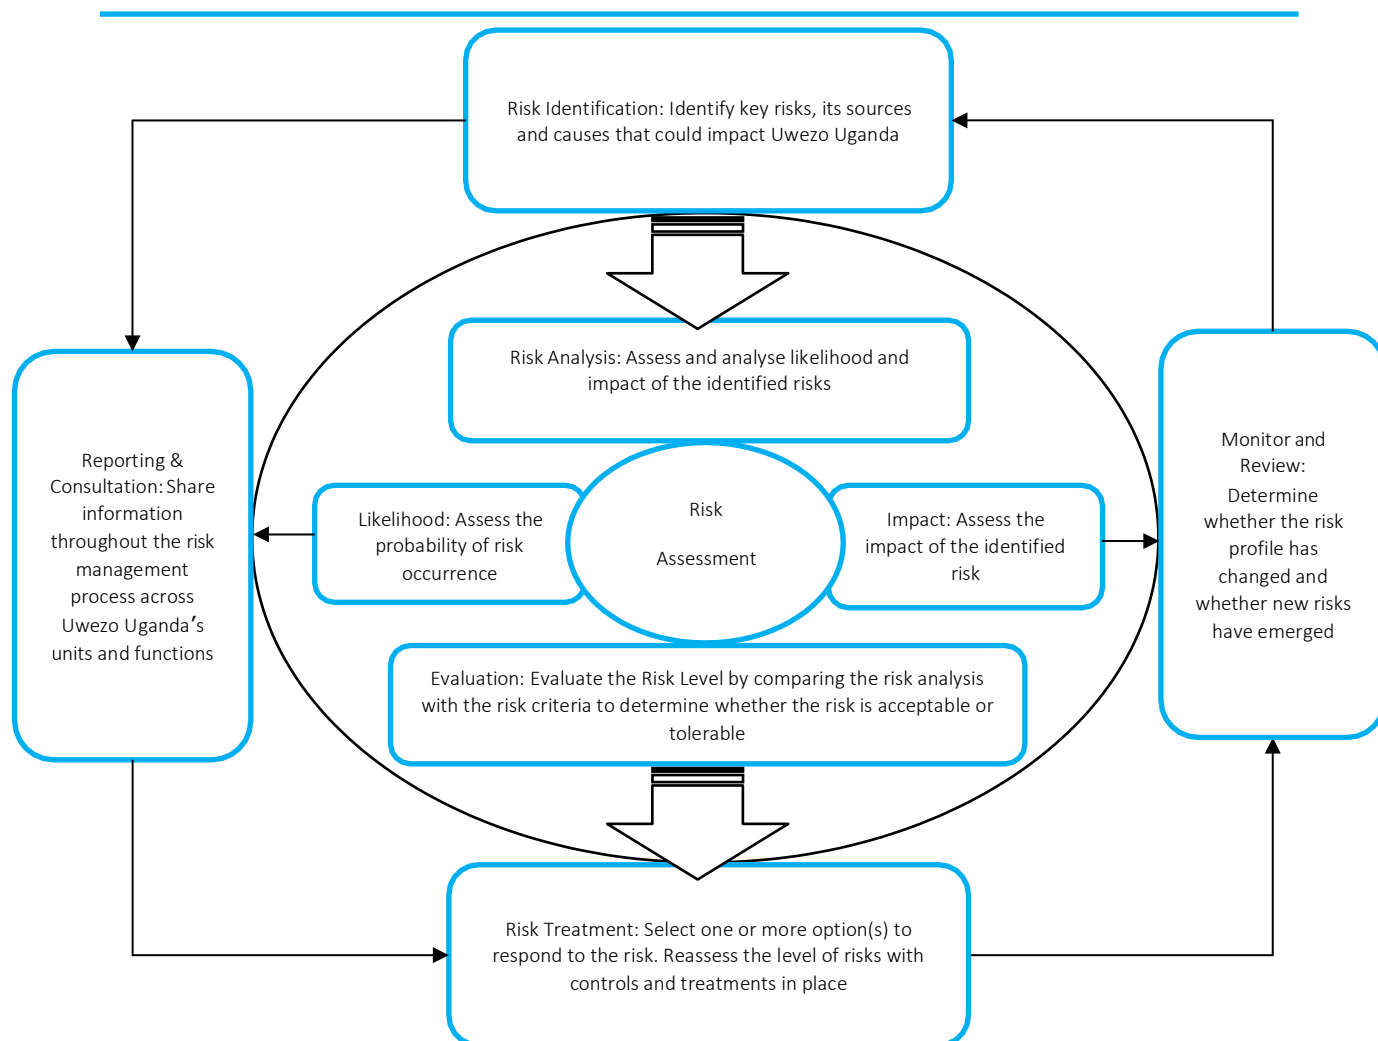 Risk Identification: Identify key risks, its sources
and causes that could impact Uwezo Uganda
Risk Analysis: Assess and analyse likelihood and
impact of the identified risks
Reporting &
Consultation: Share
information
throughout the risk
management
process across
Uwezo Uganda’s
units and functions
Likelihood: Assess the
probability of risk
occurrence
Risk
Assessment
Impact: Assess the
impact of the identified
risk
Monitor and
Review:
Determine
whether the risk
profile has
changed and
whether new risks
have emerged
Evaluation: Evaluate the Risk Level by comparing the risk analysis
with the risk criteria to determine whether the risk is acceptable or
tolerable
Risk Treatment: Select one or more option(s) to
respond to the risk. Reassess the level of risks with
controls and treatments in place